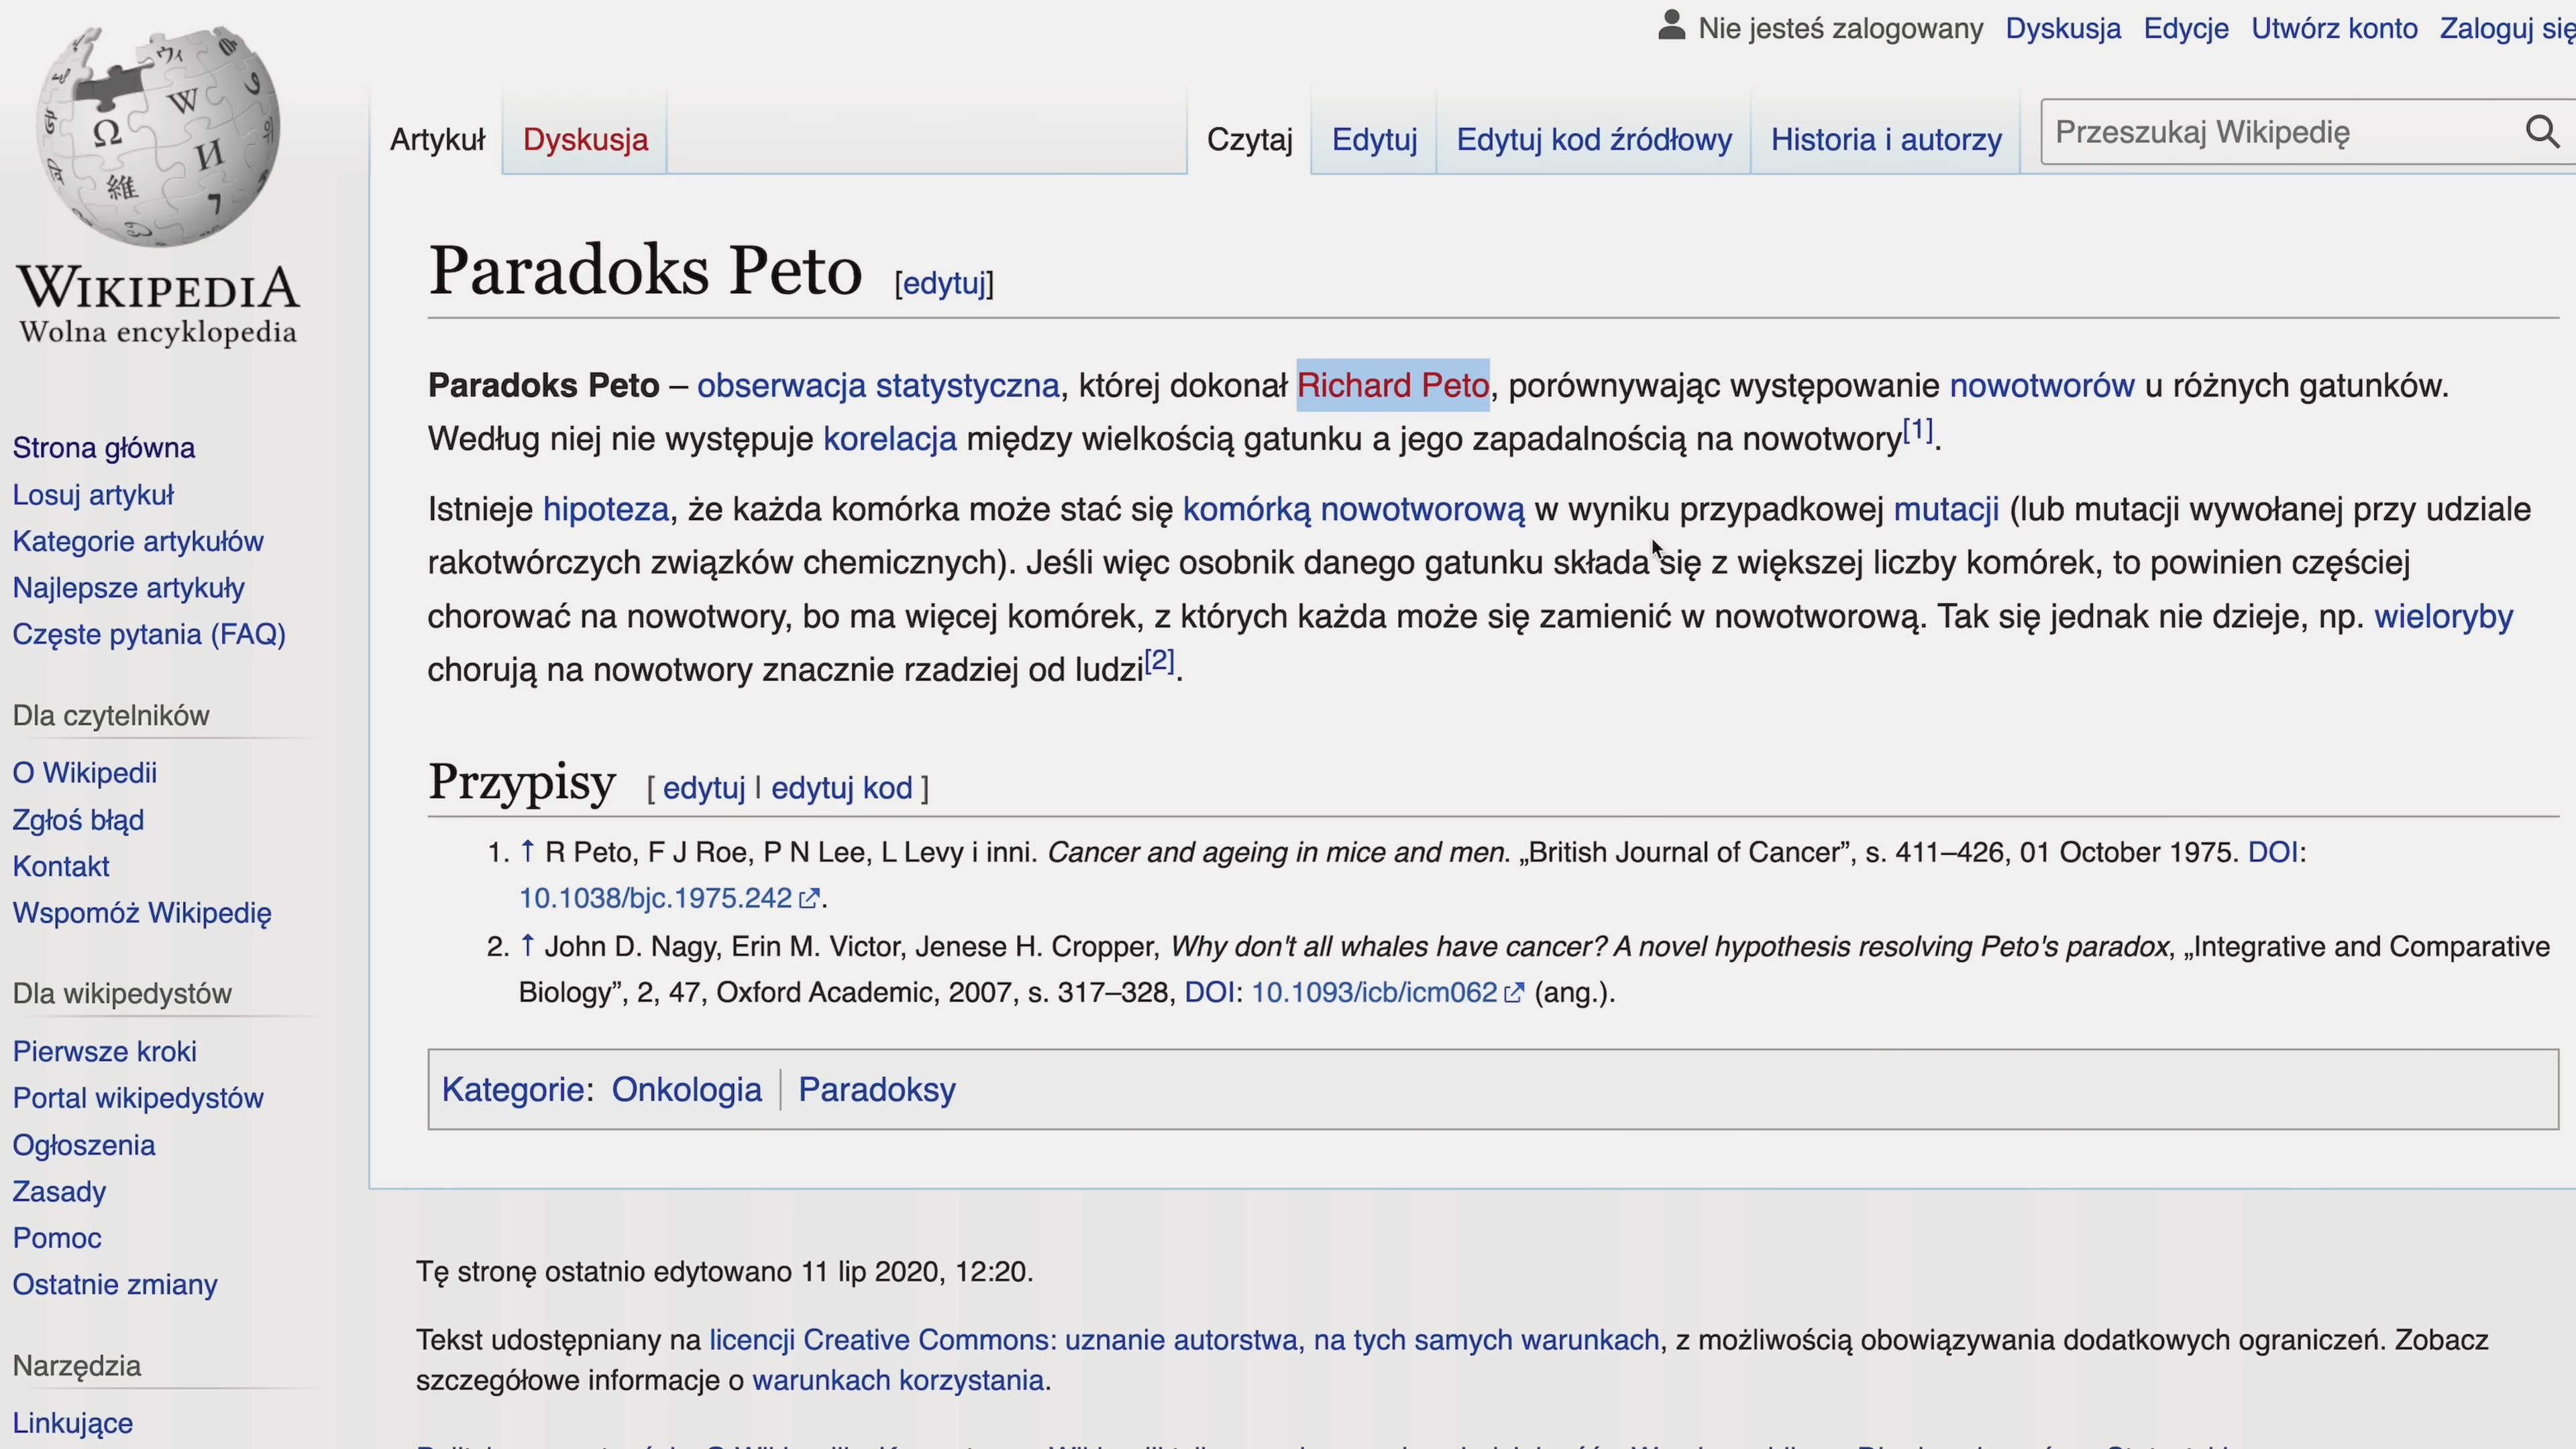 Nie jesteś zalogowany Dyskusja Edycje Utwórz konto Zaloguj się
Artykuł Dyskusja Czytaj Edytuj Edytuj kod źródłowy Historia i autorzy Przeszukaj Wikipedię
WIKIPEDIA
Wolna encyklopedia
Strona główna
Losuj artykuł
Kategorie artykułów
Najlepsze artykuły
Częste pytania (FAQ)
Dla czytelników
O Wikipedii
Zgłoś błąd
Kontakt
Wspomóż Wikipedię
Dla wikipedystów
Pierwsze kroki
Portal wikipedystów
Ogłoszenia
Zasady
Pomoc
Ostatnie zmiany
Narzędzia
Linkujące
Paradoks Peto [edytuj]
Paradoks Peto – obserwacja statystyczna, której dokonał Richard Peto, porównywając występowanie nowotworów u różnych gatunków.
Według niej nie występuje korelacja między wielkością gatunku a jego zapadalnością na nowotwory[1].
Istnieje hipoteza, że każda komórka może stać się komórką nowotworową w wyniku przypadkowej mutacji (lub mutacji wywołanej przy udziale
rakotwórczych związków chemicznych). Jeśli więc osobnik danego gatunku składa się z większej liczby komórek, to powinien częściej
chorować na nowotwory, bo ma więcej komórek, z których każda może się zamienić w nowotworową. Tak się jednak nie dzieje, np. wieloryby
chorują na nowotwory znacznie rzadziej od ludzi[2].
Przypisy [ edytuj | edytuj kod ]
1. ↑ R Peto, F J Roe, P N Lee, L Levy i inni. Cancer and ageing in mice and men. „British Journal of Cancer”, s. 411–426, 01 October 1975. DOI:
10.1038/bjc.1975.242.
2. ↑ John D. Nagy, Erin M. Victor, Jenese H. Cropper, Why don't all whales have cancer? A novel hypothesis resolving Peto's paradox, „Integrative and Comparative
Biology”, 2, 47, Oxford Academic, 2007, s. 317–328, DOI: 10.1093/icb/icm062 (ang.).
Kategorie: Onkologia | Paradoksy
Tę stronę ostatnio edytowano 11 lip 2020, 12:20.
Tekst udostępniany na licencji Creative Commons: uznanie autorstwa, na tych samych warunkach, z możliwością obowiązywania dodatkowych ograniczeń. Zobacz
szczegółowe informacje o warunkach korzystania.